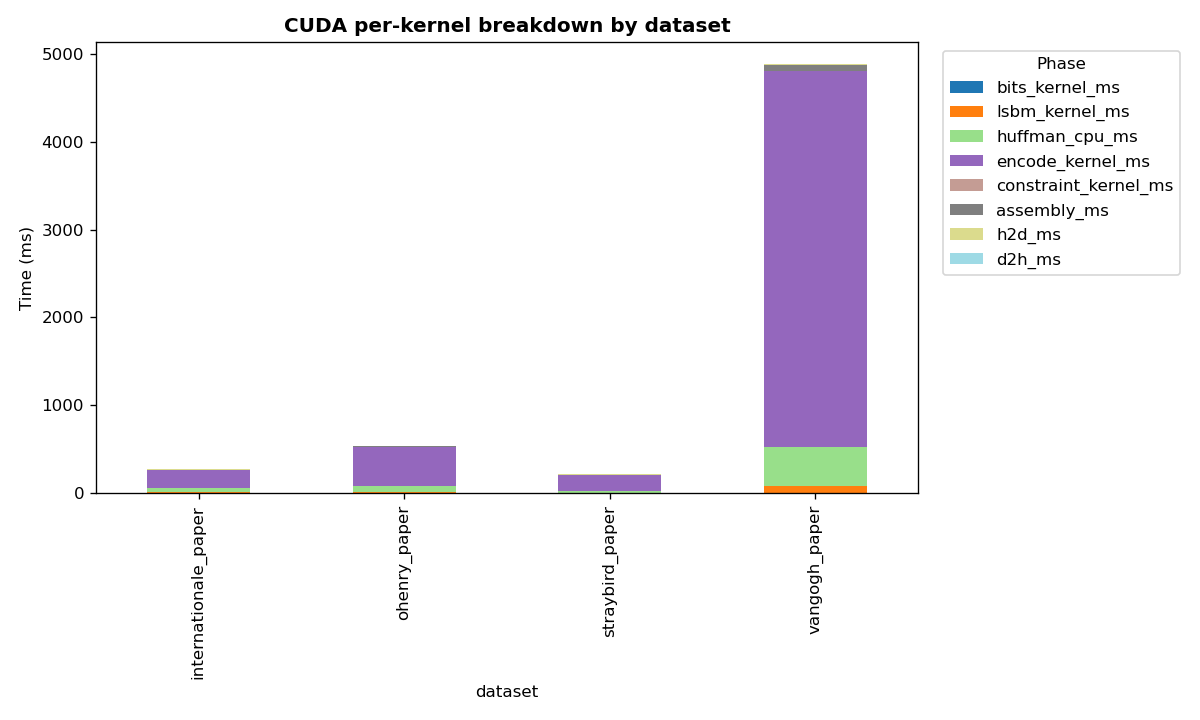 CUDA per-kernel breakdown by dataset
Time (ms)
5000
4000
3000
2000
1000
0
internationale_paper
ohenry_paper
straybird_paper
vangogh_paper
dataset
Phase
bits_kernel_ms
lsbm_kernel_ms
huffman_cpu_ms
encode_kernel_ms
constraint_kernel_ms
assembly_ms
h2d_ms
d2h_ms